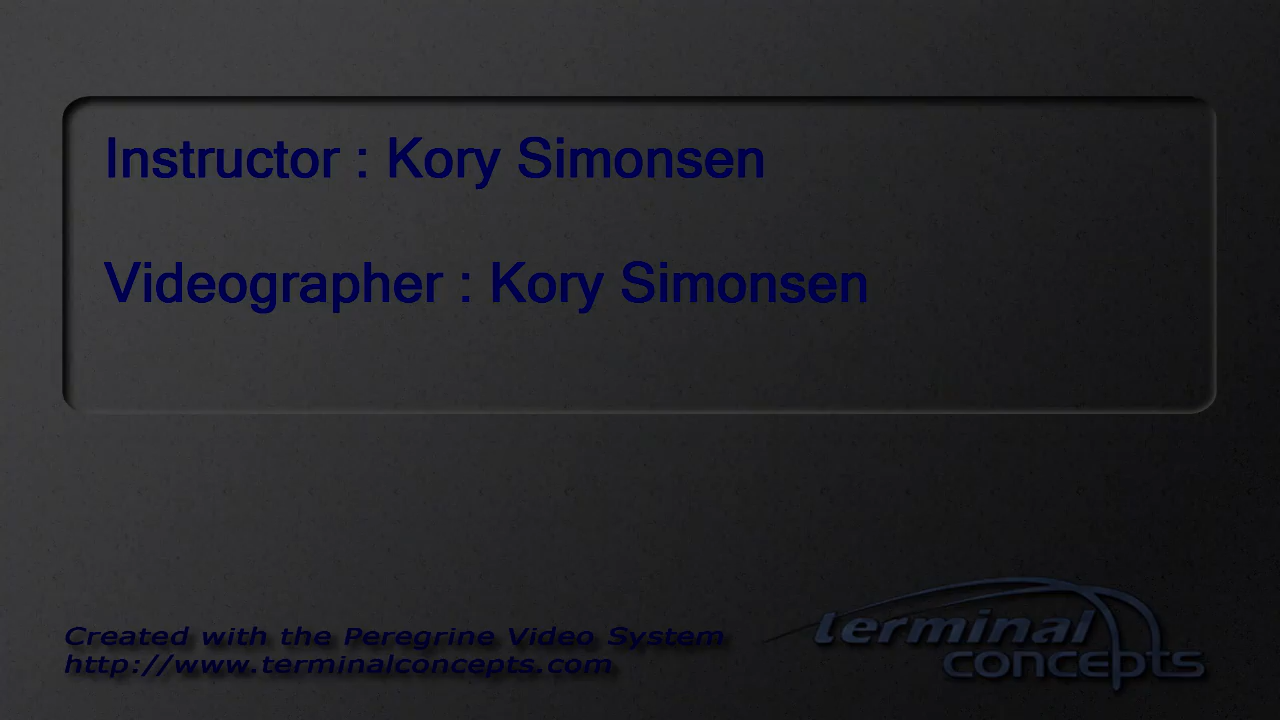 Instructor : Kory Simonsen
Videographer : Kory Simonsen
Created with the Peregrine Video System
http://www.terminalconcepts.com
terminal
concepts